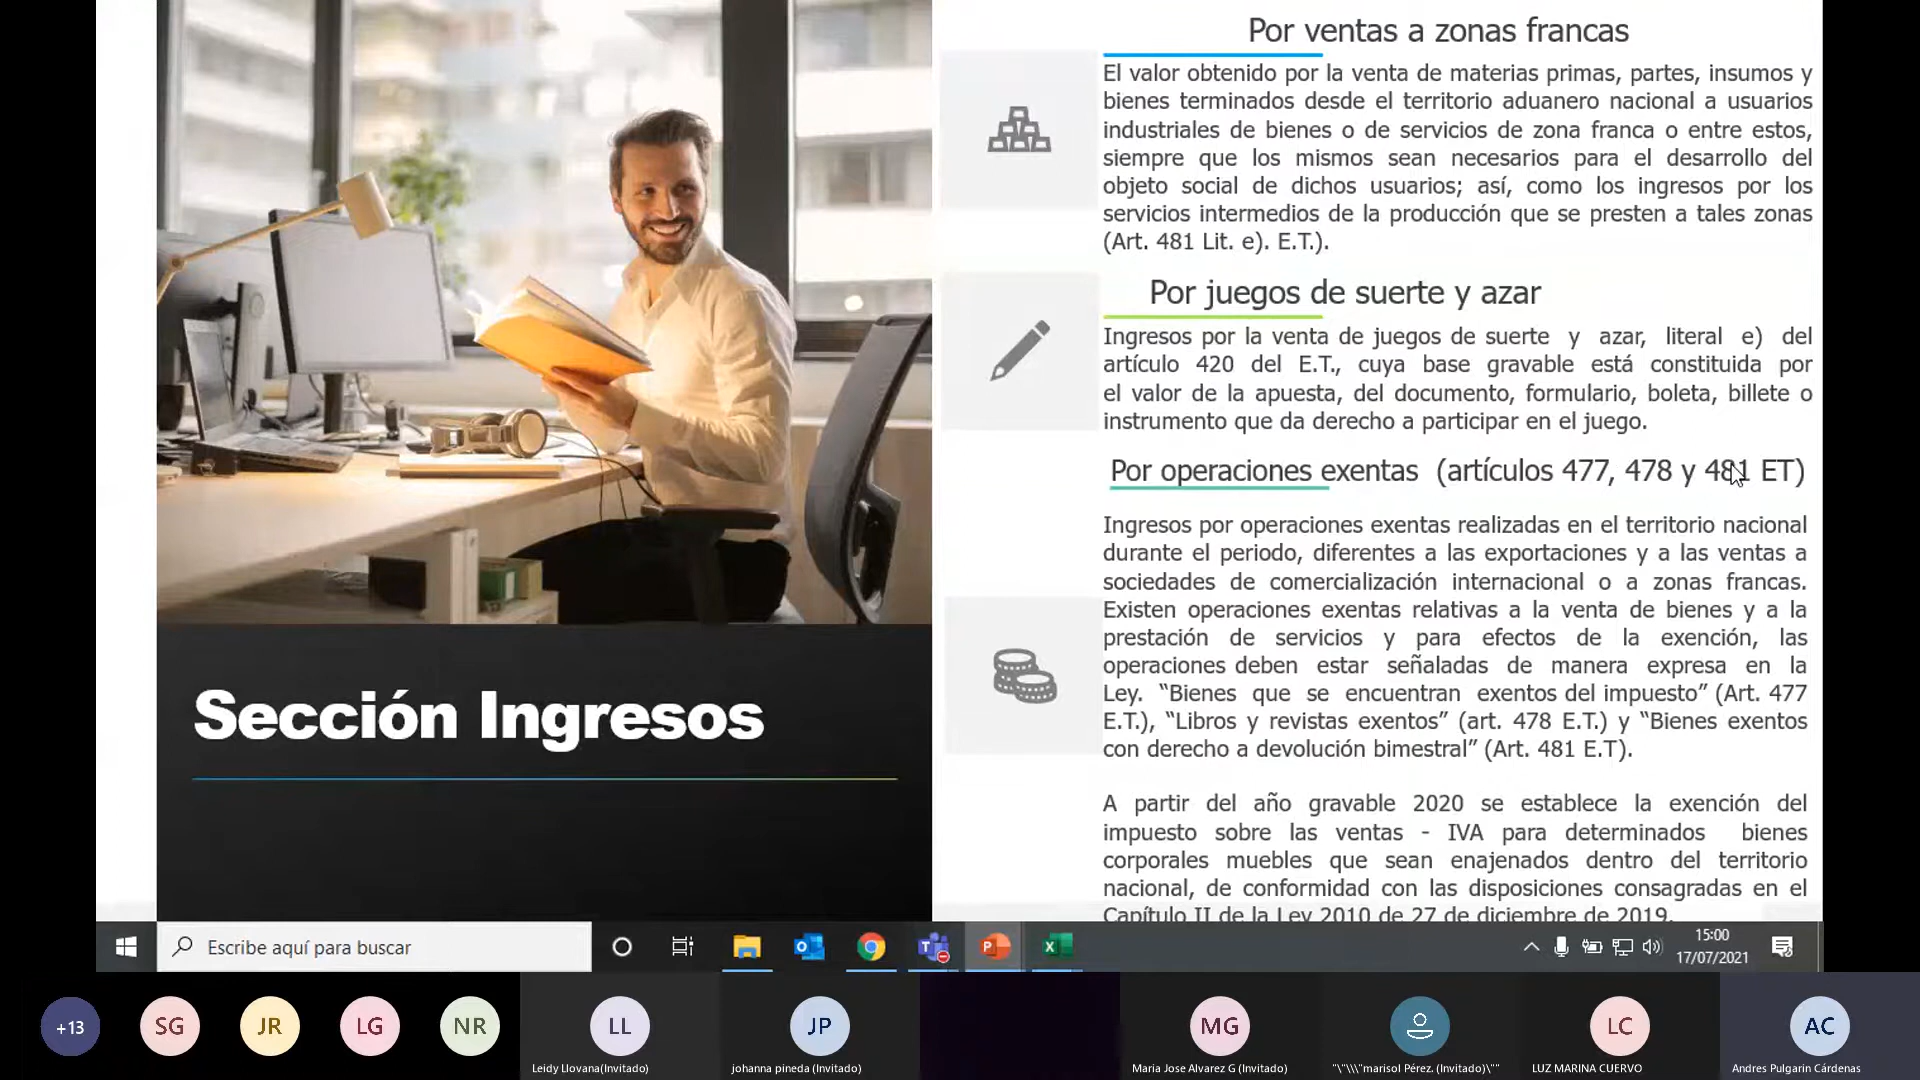 Por ventas a zonas francas
El valor obtenido por la venta de materias primas, partes, insumos y
bienes terminados desde el territorio aduanero nacional a usuarios
industriales de bienes o de servicios de zona franca o entre estos,
siempre que los mismos sean necesarios para el desarrollo del
objeto social de dichos usuarios; así, como los ingresos por los
servicios intermedios de la producción que se presten a tales zonas
(Art. 481 Lit. e). E.T.).
Por juegos de suerte y azar
Ingresos por la venta de juegos de suerte y azar, literal e) del
artículo 420 del E.T., cuya base gravable está constituida por
el valor de la apuesta, del documento, formulario, boleta, billete o
instrumento que da derecho a participar en el juego.
Por operaciones exentas (artículos 477, 478 y 481 ET)
Ingresos por operaciones exentas realizadas en el territorio nacional
durante el periodo, diferentes a las exportaciones y a las ventas a
sociedades de comercialización internacional o a zonas francas.
Existen operaciones exentas relativas a la venta de bienes y a la
prestación de servicios y para efectos de la exención, las
operaciones deben estar señaladas de manera expresa en la
Ley. “Bienes que se encuentran exentos del impuesto” (Art. 477
E.T.), “Libros y revistas exentos” (art. 478 E.T.) y “Bienes exentos
con derecho a devolución bimestral” (Art. 481 E.T).
A partir del año gravable 2020 se establece la exención del
impuesto sobre las ventas - IVA para determinados bienes
corporales muebles que sean enajenados dentro del territorio
nacional, de conformidad con las disposiciones consagradas en el
Capítulo II de la Ley 2010 de 27 de diciembre de 2019.
Sección Ingresos
Escribe aquí para buscar
15:00
17/07/2021
+13
SG
JR
LG
NR
LL
Leidy Llovana(Invitado)
JP
johanna pineda (Invitado)
MG
Maria Jose Alvarez G (Invitado)
"\"\\\"marisol Pérez. (Invitado)\""
LC
LUZ MARINA CUERVO
AC
Andres Pulgarin Cárdenas